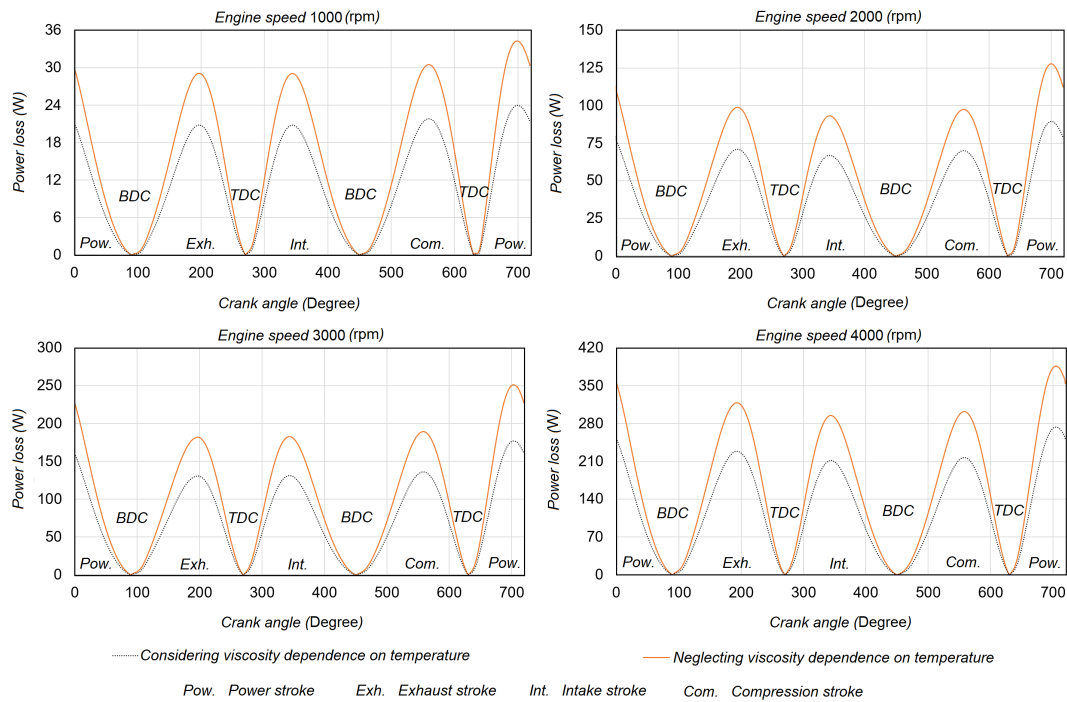 Engine speed 1000 (rpm)
36
30
24
18
12
6
0
Power loss (W)
BDC
TDC
BDC
TDC
Pow.
Exh.
Int.
Com.
Pow.
0 100 200 300 400 500 600 700
Crank angle (Degree)
Engine speed 2000 (rpm)
150
125
100
75
50
25
0
Power loss (W)
BDC
TDC
BDC
TDC
Pow.
Exh.
Int.
Com.
Pow.
0 100 200 300 400 500 600 700
Crank angle (Degree)
Engine speed 3000 (rpm)
300
250
200
150
100
50
0
Power loss (W)
BDC
TDC
BDC
TDC
Pow.
Exh.
Int.
Com.
Pow.
0 100 200 300 400 500 600 700
Crank angle (Degree)
Engine speed 4000 (rpm)
420
350
280
210
140
70
0
Power loss (W)
BDC
TDC
BDC
TDC
Pow.
Exh.
Int.
Com.
Pow.
0 100 200 300 400 500 600 700
Crank angle (Degree)
Considering viscosity dependence on temperature
Neglecting viscosity dependence on temperature
Pow. Power stroke Exh. Exhaust stroke Int. Intake stroke Com. Compression stroke